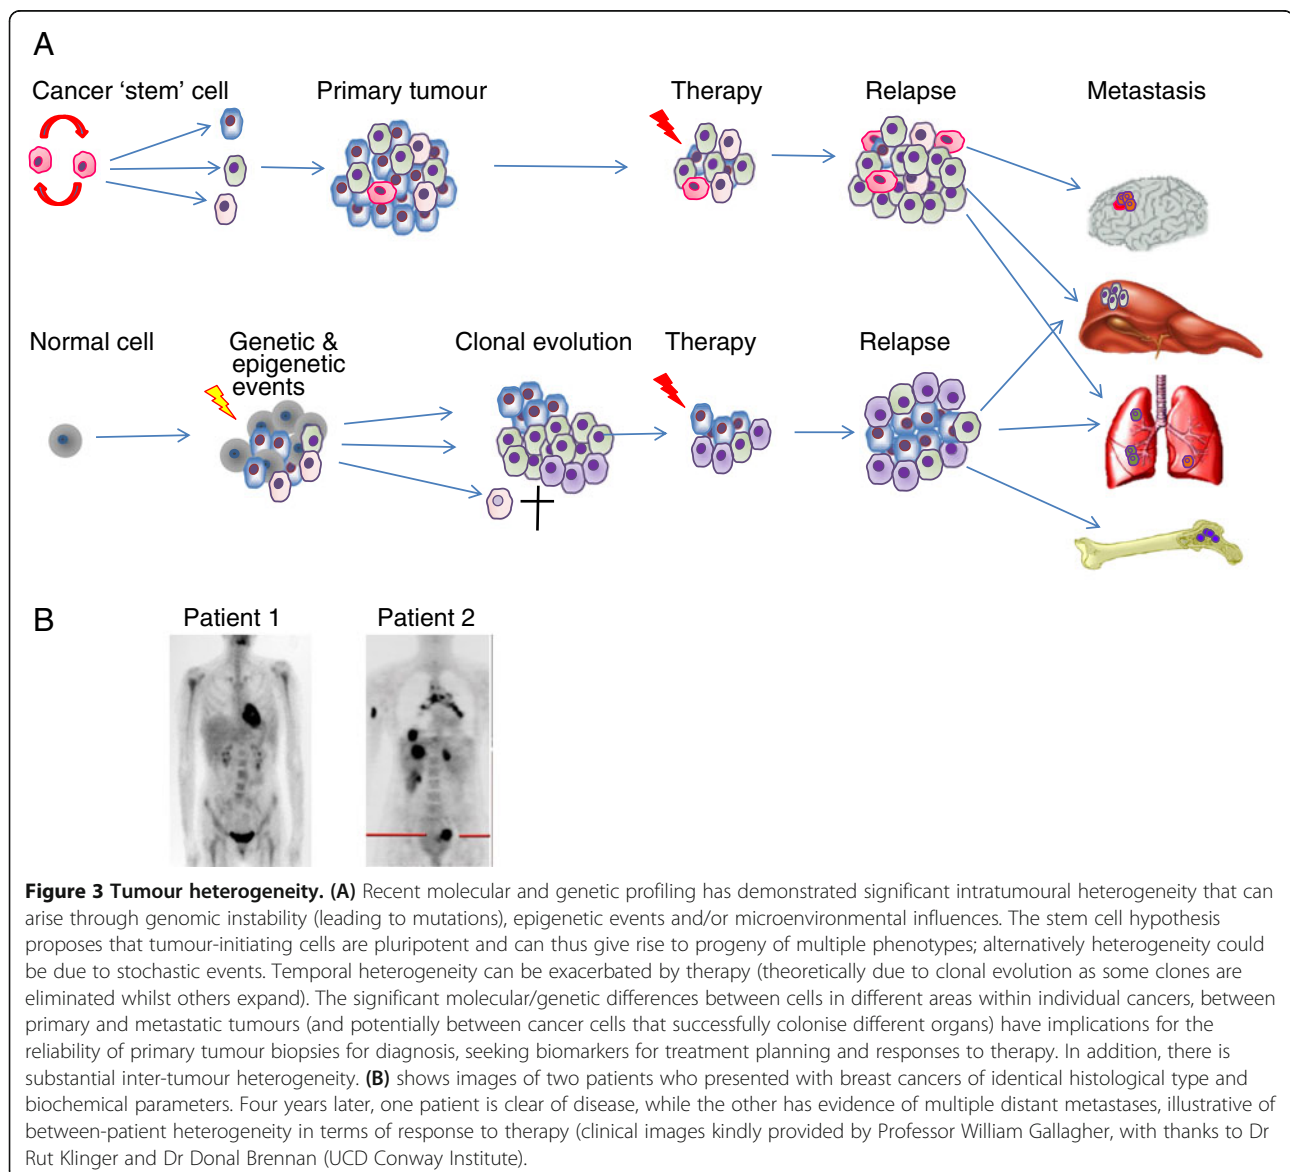 A
Cancer ‘stem’ cell
Primary tumour
Therapy
Relapse
Metastasis
Normal cell
Genetic &
epigenetic
events
Clonal evolution
Therapy
Relapse
B
Patient 1
Patient 2
Figure 3 Tumour heterogeneity. (A) Recent molecular and genetic profiling has demonstrated significant intratumoural heterogeneity that can
arise through genomic instability (leading to mutations), epigenetic events and/or microenvironmental influences. The stem cell hypothesis
proposes that tumour-initiating cells are pluripotent and can thus give rise to progeny of multiple phenotypes; alternatively heterogeneity could
be due to stochastic events. Temporal heterogeneity can be exacerbated by therapy (theoretically due to clonal evolution as some clones are
eliminated whilst others expand). The significant molecular/genetic differences between cells in different areas within individual cancers, between
primary and metastatic tumours (and potentially between cancer cells that successfully colonise different organs) have implications for the
reliability of primary tumour biopsies for diagnosis, seeking biomarkers for treatment planning and responses to therapy. In addition, there is
substantial inter-tumour heterogeneity. (B) shows images of two patients who presented with breast cancers of identical histological type and
biochemical parameters. Four years later, one patient is clear of disease, while the other has evidence of multiple distant metastases, illustrative of
between-patient heterogeneity in terms of response to therapy (clinical images kindly provided by Professor William Gallagher, with thanks to Dr
Rut Klinger and Dr Donal Brennan (UCD Conway Institute).